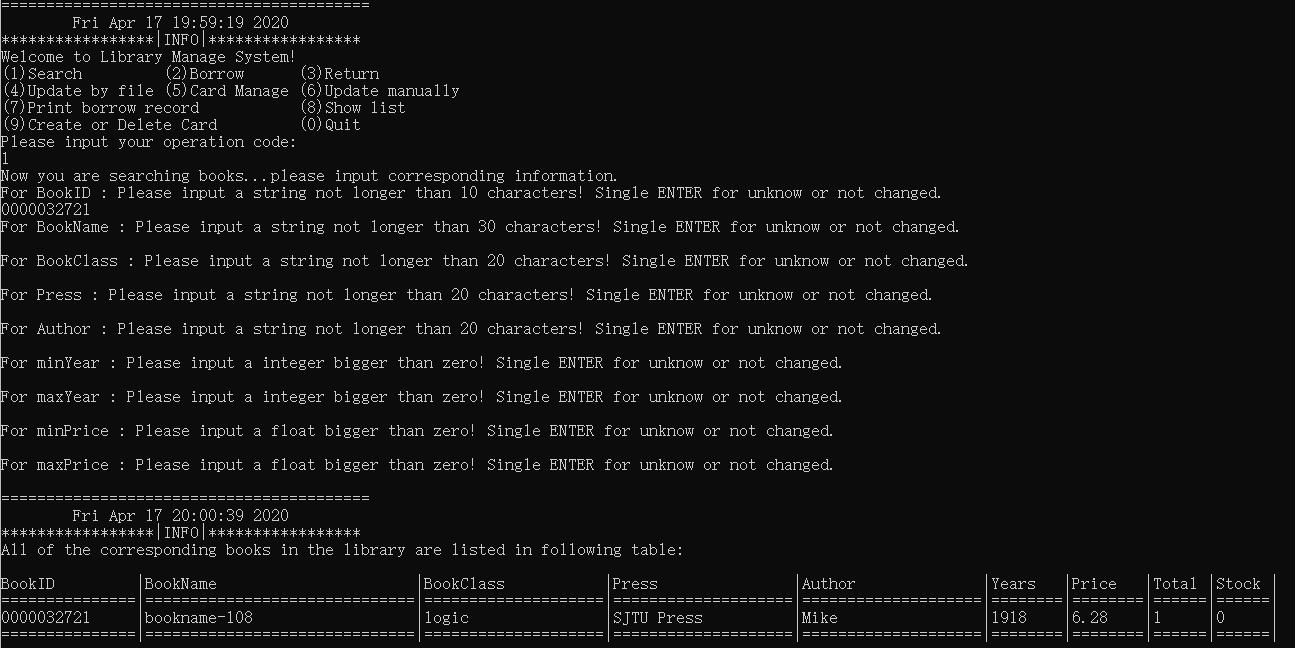 =========================================
Fri Apr 17 19:59:19 2020
*****************|INFO|*****************
Welcome to Library Manage System!
(1)Search (2)Borrow (3)Return
(4)Update by file (5)Card Manage (6)Update manually
(7)Print borrow record (8)Show list
(9)Create or Delete Card (0)Quit
Please input your operation code:
1
Now you are searching books...please input corresponding information.
For BookID : Please input a string not longer than 10 characters! Single ENTER for unknow or not changed.
0000032721
For BookName : Please input a string not longer than 30 characters! Single ENTER for unknow or not changed.
For BookClass : Please input a string not longer than 20 characters! Single ENTER for unknow or not changed.
For Press : Please input a string not longer than 20 characters! Single ENTER for unknow or not changed.
For Author : Please input a string not longer than 20 characters! Single ENTER for unknow or not changed.
For minYear : Please input a integer bigger than zero! Single ENTER for unknow or not changed.
For maxYear : Please input a integer bigger than zero! Single ENTER for unknow or not changed.
For minPrice : Please input a float bigger than zero! Single ENTER for unknow or not changed.
For maxPrice : Please input a float bigger than zero! Single ENTER for unknow or not changed.
=========================================
Fri Apr 17 20:00:39 2020
*****************|INFO|*****************
All of the corresponding books in the library are listed in following table:
BookID |BookName |BookClass |Press |Author |Years |Price |Total |Stock |
===============|==============================|====================|====================|====================|========|========|======|======|
0000032721 |bookname-108 |logic |SJTU Press |Mike |1918 |6.28 |1 |0 |
===============|==============================|====================|====================|====================|========|========|======|======|